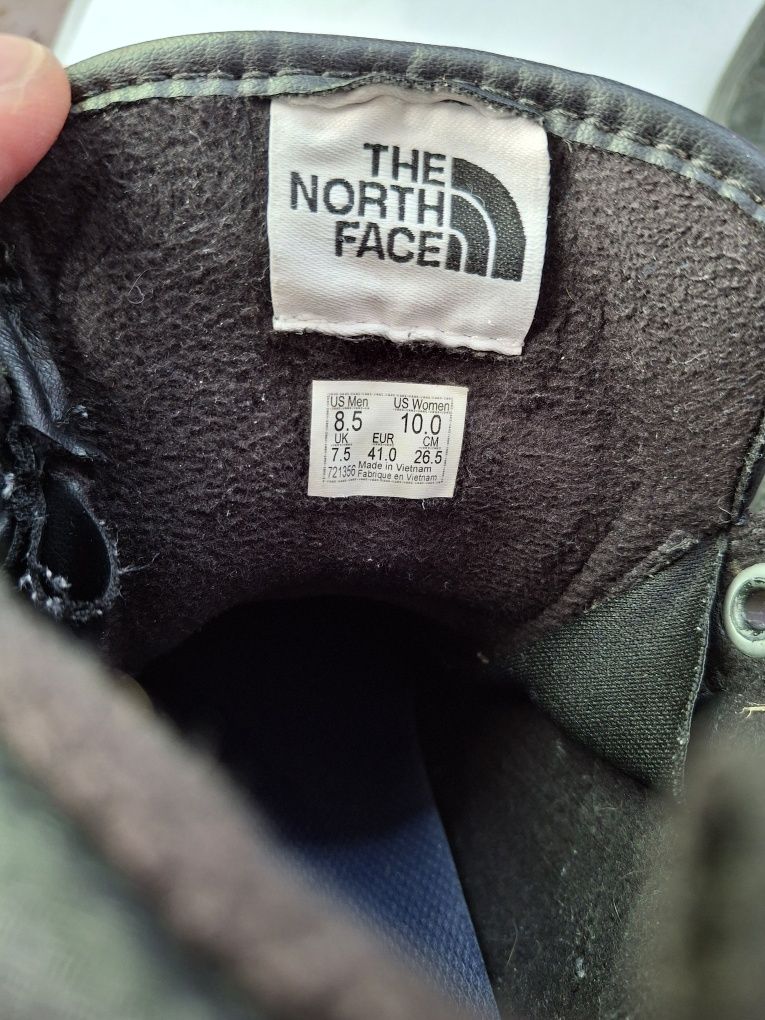 THE
NORTH
FACE
US Men US Women
8.5 10.0
UK EUR CM
7.5 41.0 26.5
721356 Made in Vietnam
Fabrique en Vietnam